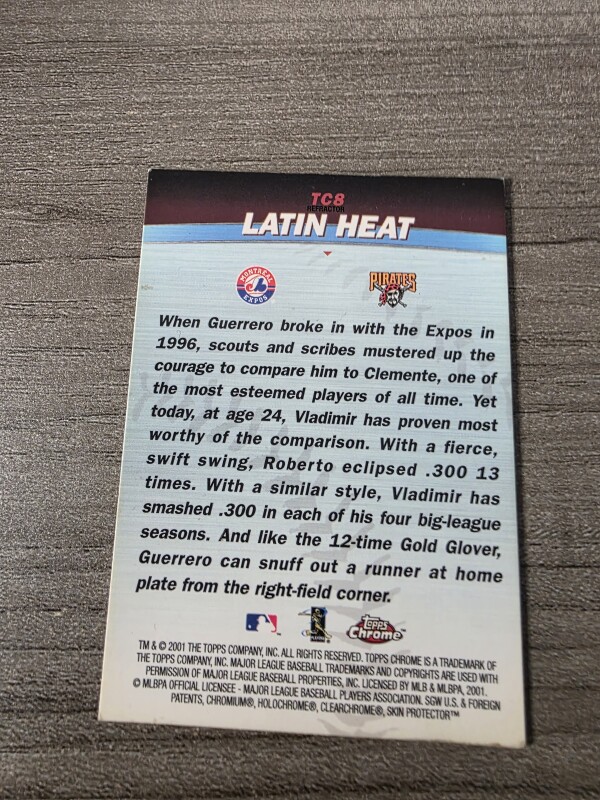 TC8
REFRACTOR
LATIN HEAT
MONTREAL
EXPOS
PIRATES
When Guerrero broke in with the Expos in
1996, scouts and scribes mustered up the
courage to compare him to Clemente, one of
the most esteemed players of all time. Yet
today, at age 24, Vladimir has proven most
worthy of the comparison. With a fierce,
swift swing, Roberto eclipsed .300 13
times. With a similar style, Vladimir has
smashed .300 in each of his four big-league
seasons. And like the 12-time Gold Glover,
Guerrero can snuff out a runner at home
plate from the right-field corner.
Topps
Chrome™
TM & © 2001 THE TOPPS COMPANY, INC. ALL RIGHTS RESERVED. TOPPS CHROME IS A TRADEMARK OF
THE TOPPS COMPANY, INC. MAJOR LEAGUE BASEBALL TRADEMARKS AND COPYRIGHTS ARE USED WITH
PERMISSION OF MAJOR LEAGUE BASEBALL PROPERTIES, INC. LICENSED BY MLB & MLBPA, 2001.
© MLBPA OFFICIAL LICENSEE - MAJOR LEAGUE BASEBALL PLAYERS ASSOCIATION. SGW U.S. & FOREIGN
PATENTS, CHROMIUM®, HOLOCHROME®, CLEARCHROME®, SKIN PROTECTOR™